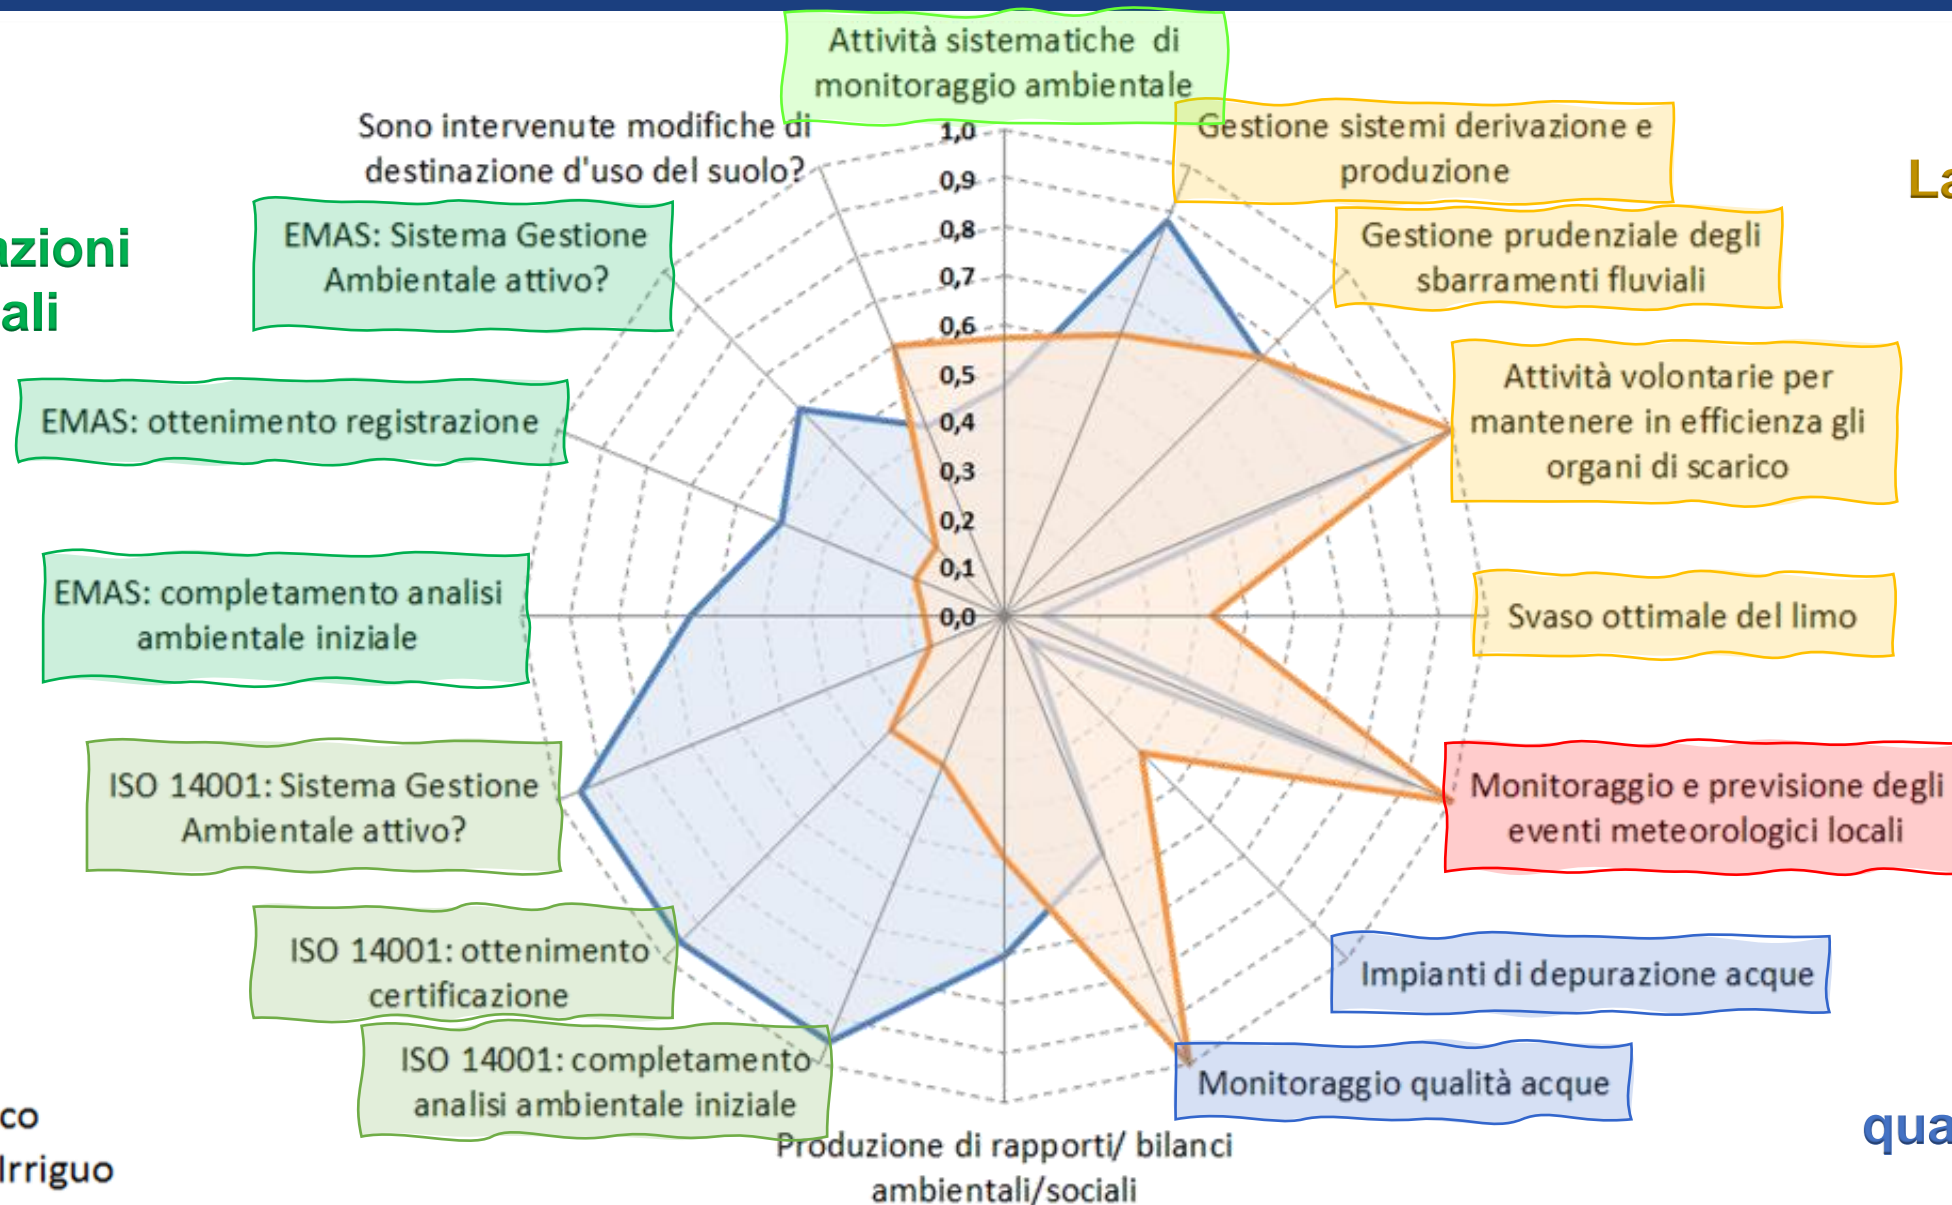 Attività sistematiche di
monitoraggio ambientale
Sono intervenute modifiche di
destinazione d'uso del suolo?
Gestione sistemi derivazione e
produzione
La
Gestione prudenziale degli
sbarramenti fluviali
azioni
ali
EMAS: Sistema Gestione
Ambientale attivo?
Attività volontarie per
mantenere in efficienza gli
organi di scarico
EMAS: ottenimento registrazione
EMAS: completamento analisi
ambientale iniziale
Svaso ottimale del limo
1,0
0,9
0,8
0,7
0,6
0,5
0,4
0,3
0,2
0,1
0,0
ISO 14001: Sistema Gestione
Ambientale attivo?
Monitoraggio e previsione degli
eventi meteorologici locali
ISO 14001: ottenimento
certificazione
Impianti di depurazione acque
ISO 14001: completamento
analisi ambientale iniziale
Monitoraggio qualità acque
co
Irriguo
qua
Produzione di rapporti/ bilanci
ambientali/sociali